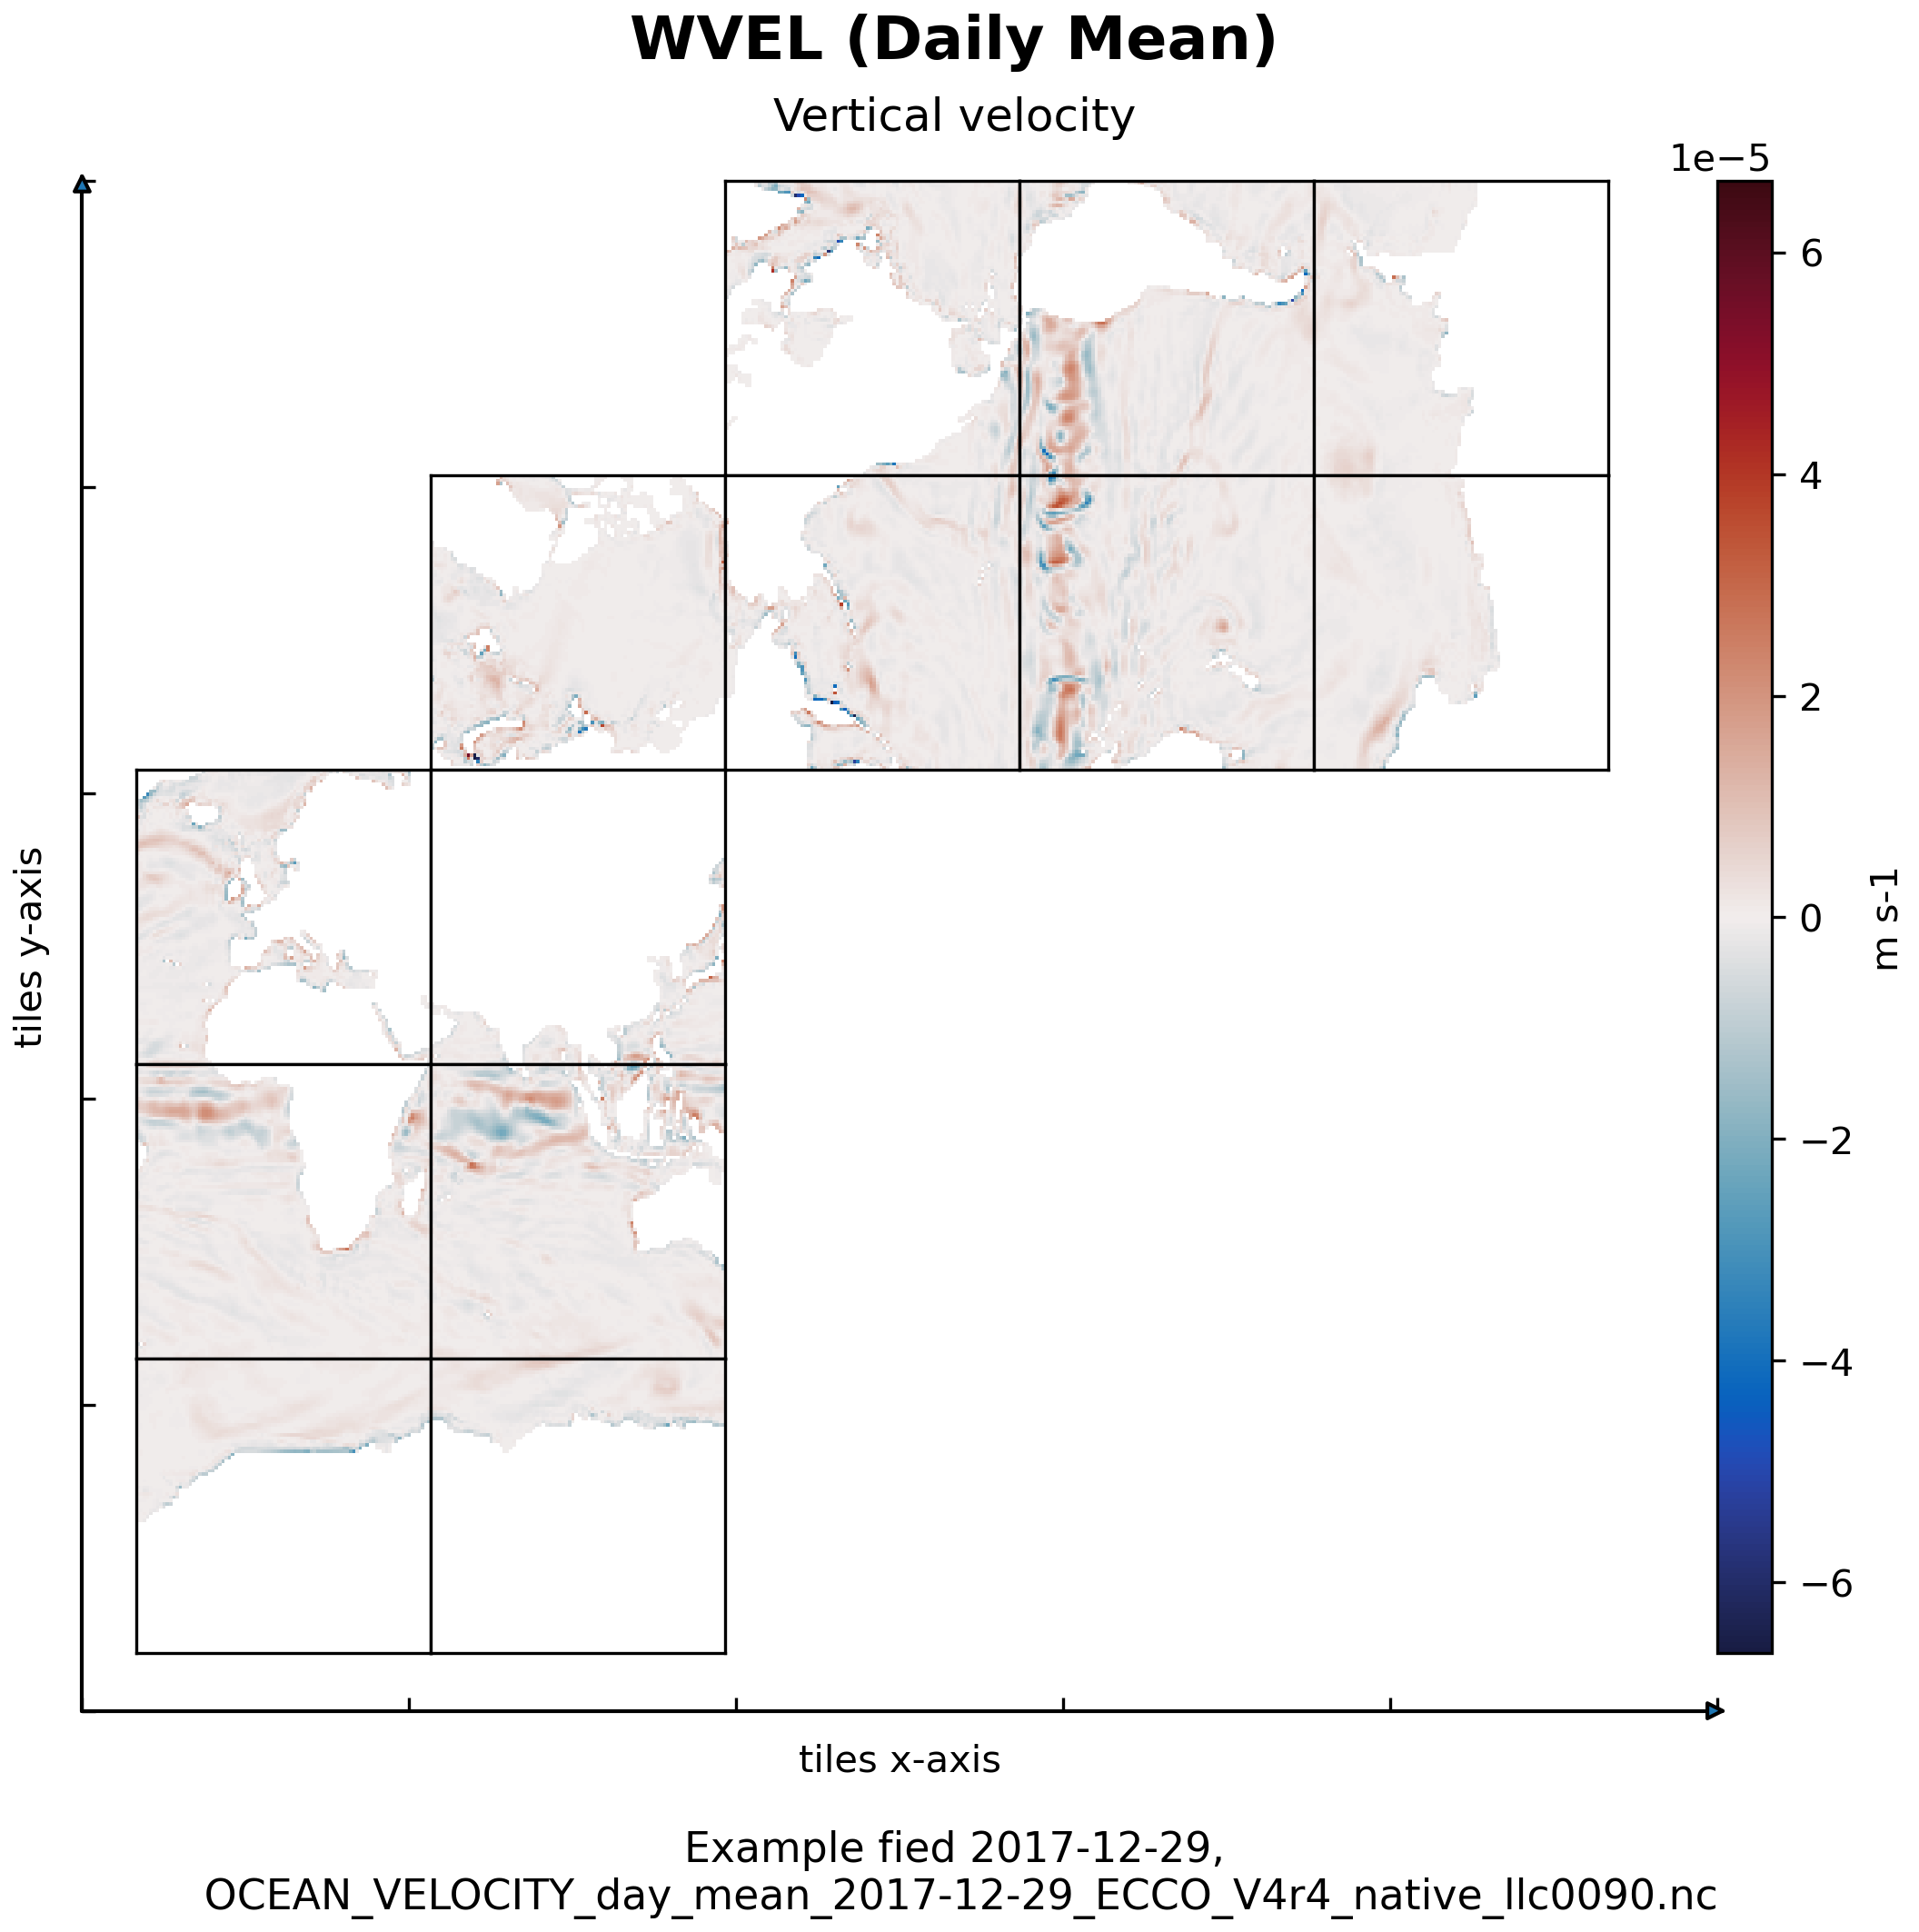 WVEL (Daily Mean)
Vertical velocity
1e−5
6
4
2
0
−2
−4
−6
m s-1
tiles y-axis
tiles x-axis
Example fied 2017-12-29,
OCEAN_VELOCITY_day_mean_2017-12-29_ECCO_V4r4_native_llc0090.nc